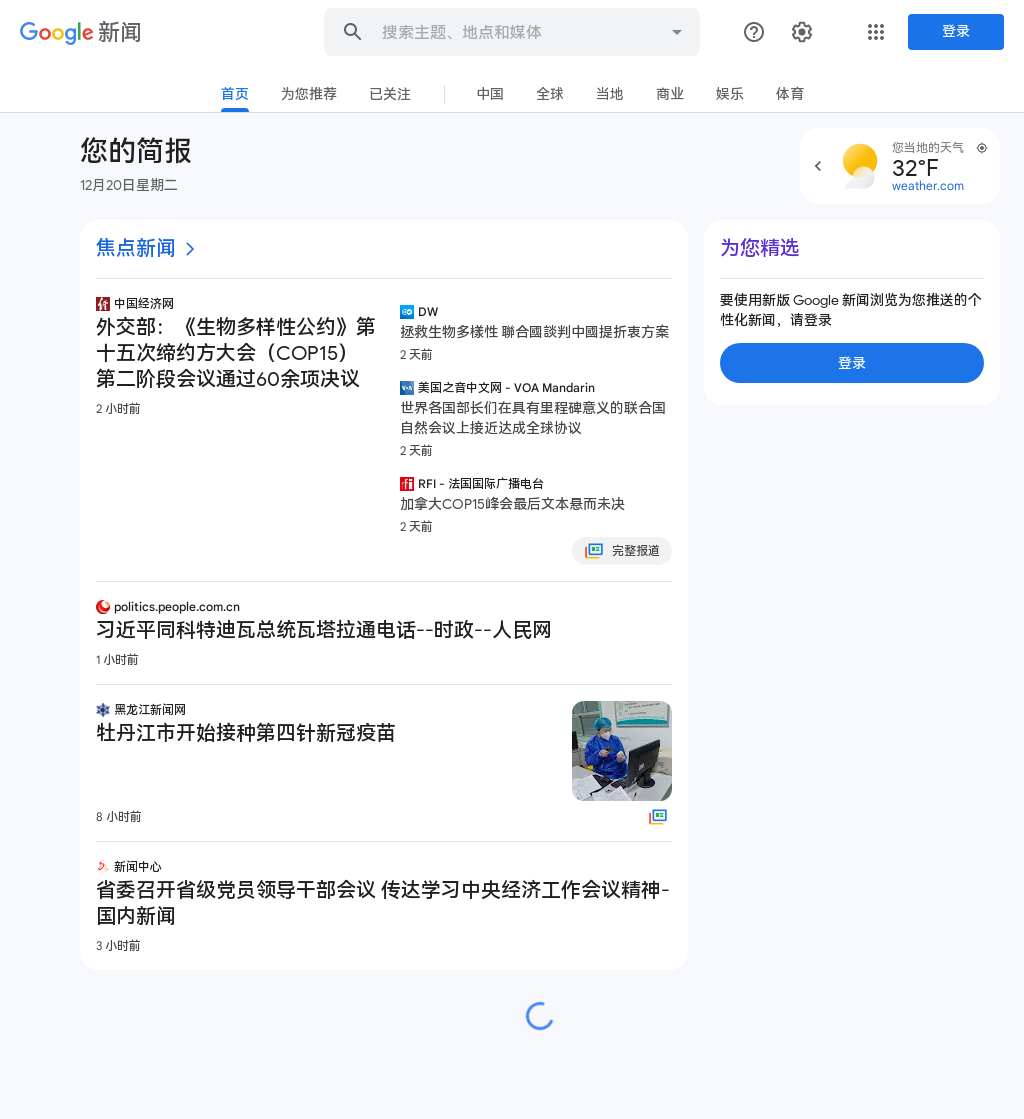 Google 新闻
搜索主题、地点和媒体
登录
首页
为您推荐
已关注
中国
全球
当地
商业
娱乐
体育
您的简报
12月20日星期二
您当地的天气
32°F
weather.com
焦点新闻
中国经济网
外交部：《生物多样性公约》第
十五次缔约方大会（COP15）
第二阶段会议通过60余项决议
2 小时前
DW
拯救生物多樣性 聯合國談判中國提折衷方案
2 天前
美国之音中文网 - VOA Mandarin
世界各国部长们在具有里程碑意义的联合国
自然会议上接近达成全球协议
2 天前
RFI - 法国国际广播电台
加拿大COP15峰会最后文本悬而未决
2 天前
完整报道
politics.people.com.cn
习近平同科特迪瓦总统瓦塔拉通电话--时政--人民网
1 小时前
黑龙江新闻网
牡丹江市开始接种第四针新冠疫苗
8 小时前
新闻中心
省委召开省级党员领导干部会议 传达学习中央经济工作会议精神-
国内新闻
3 小时前
为您精选
要使用新版 Google 新闻浏览为您推送的个
性化新闻，请登录
登录